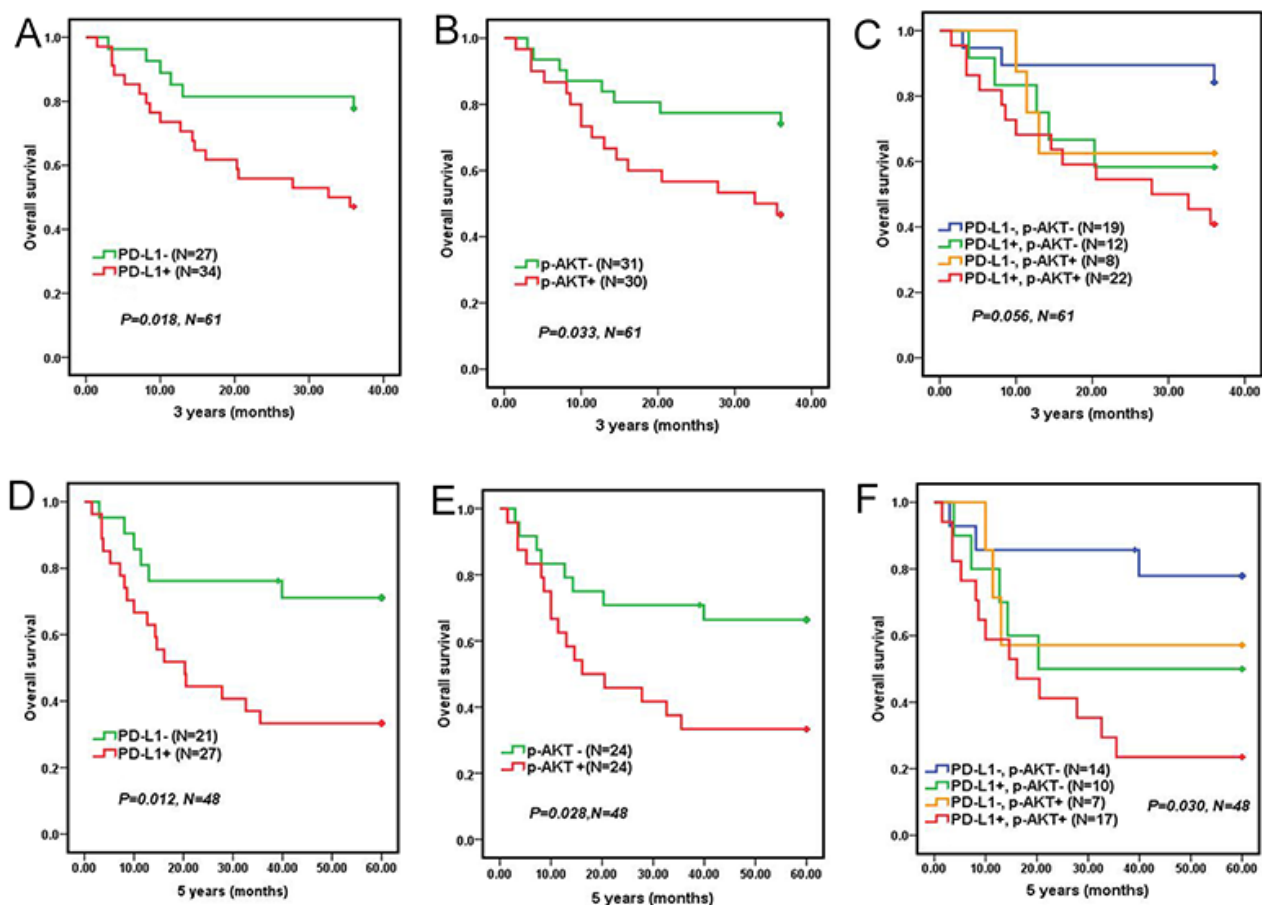 A
Overall survival
1.0
0.8
0.6
0.4
0.2
0.0
PD-L1- (N=27)
PD-L1+ (N=34)
P=0.018, N=61
0.00 10.00 20.00 30.00 40.00
3 years (months)
B
Overall survival
1.0
0.8
0.6
0.4
0.2
0.0
p-AKT- (N=31)
p-AKT+ (N=30)
P=0.033, N=61
0.00 10.00 20.00 30.00 40.00
3 years (months)
C
Overall survival
1.0
0.8
0.6
0.4
0.2
0.0
PD-L1-, p-AKT- (N=19)
PD-L1+, p-AKT- (N=12)
PD-L1-, p-AKT+ (N=8)
PD-L1+, p-AKT+ (N=22)
P=0.056, N=61
0.00 10.00 20.00 30.00 40.00
3 years (months)
D
Overall survival
1.0
0.8
0.6
0.4
0.2
0.0
PD-L1- (N=21)
PD-L1+ (N=27)
P=0.012, N=48
0.00 10.00 20.00 30.00 40.00 50.00 60.00
5 years (months)
E
Overall survival
1.0
0.8
0.6
0.4
0.2
0.0
p-AKT - (N=24)
p-AKT +(N=24)
P=0.028,N=48
0.00 10.00 20.00 30.00 40.00 50.00 60.00
5 years (months)
F
Overall survival
1.0
0.8
0.6
0.4
0.2
0.0
PD-L1-, p-AKT- (N=14)
PD-L1+, p-AKT- (N=10)
PD-L1-, p-AKT+ (N=7)
PD-L1+, p-AKT+ (N=17)
P=0.030, N=48
0.00 10.00 20.00 30.00 40.00 50.00 60.00
5 years (months)